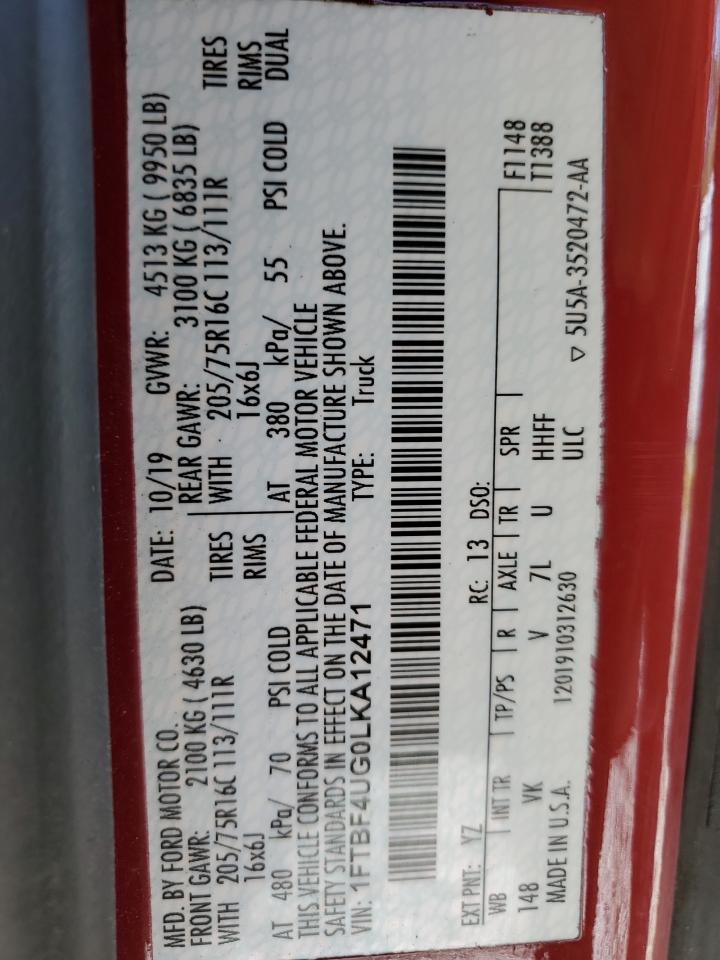 MFD. BY FORD MOTOR CO.
DATE: 10/19 GVWR: 4513 KG ( 9950 LB)
FRONT GAWR: 2100 KG ( 4630 LB)
REAR GAWR: 3100 KG ( 6835 LB)
WITH 205/75R16C 113/111R TIRES
WITH 205/75R16C 113/111R TIRES
16x6J RIMS
16x6J RIMS
AT 480 kPa/ 70 PSI COLD
AT 380 kPa/ 55 PSI COLD DUAL
THIS VEHICLE CONFORMS TO ALL APPLICABLE FEDERAL MOTOR VEHICLE
SAFETY STANDARDS IN EFFECT ON THE DATE OF MANUFACTURE SHOWN ABOVE.
VIN: 1FTBF4UG0LKA12471 TYPE: Truck
EXT PNT: YZ RC: 13 DSO:
WB INT TR TP/PS R AXLE TR SPR F1148
148 VK V 7L U HHFF T1388
MADE IN U.S.A. 1201910312630 ULC ▽ 5U5A-3520472-AA